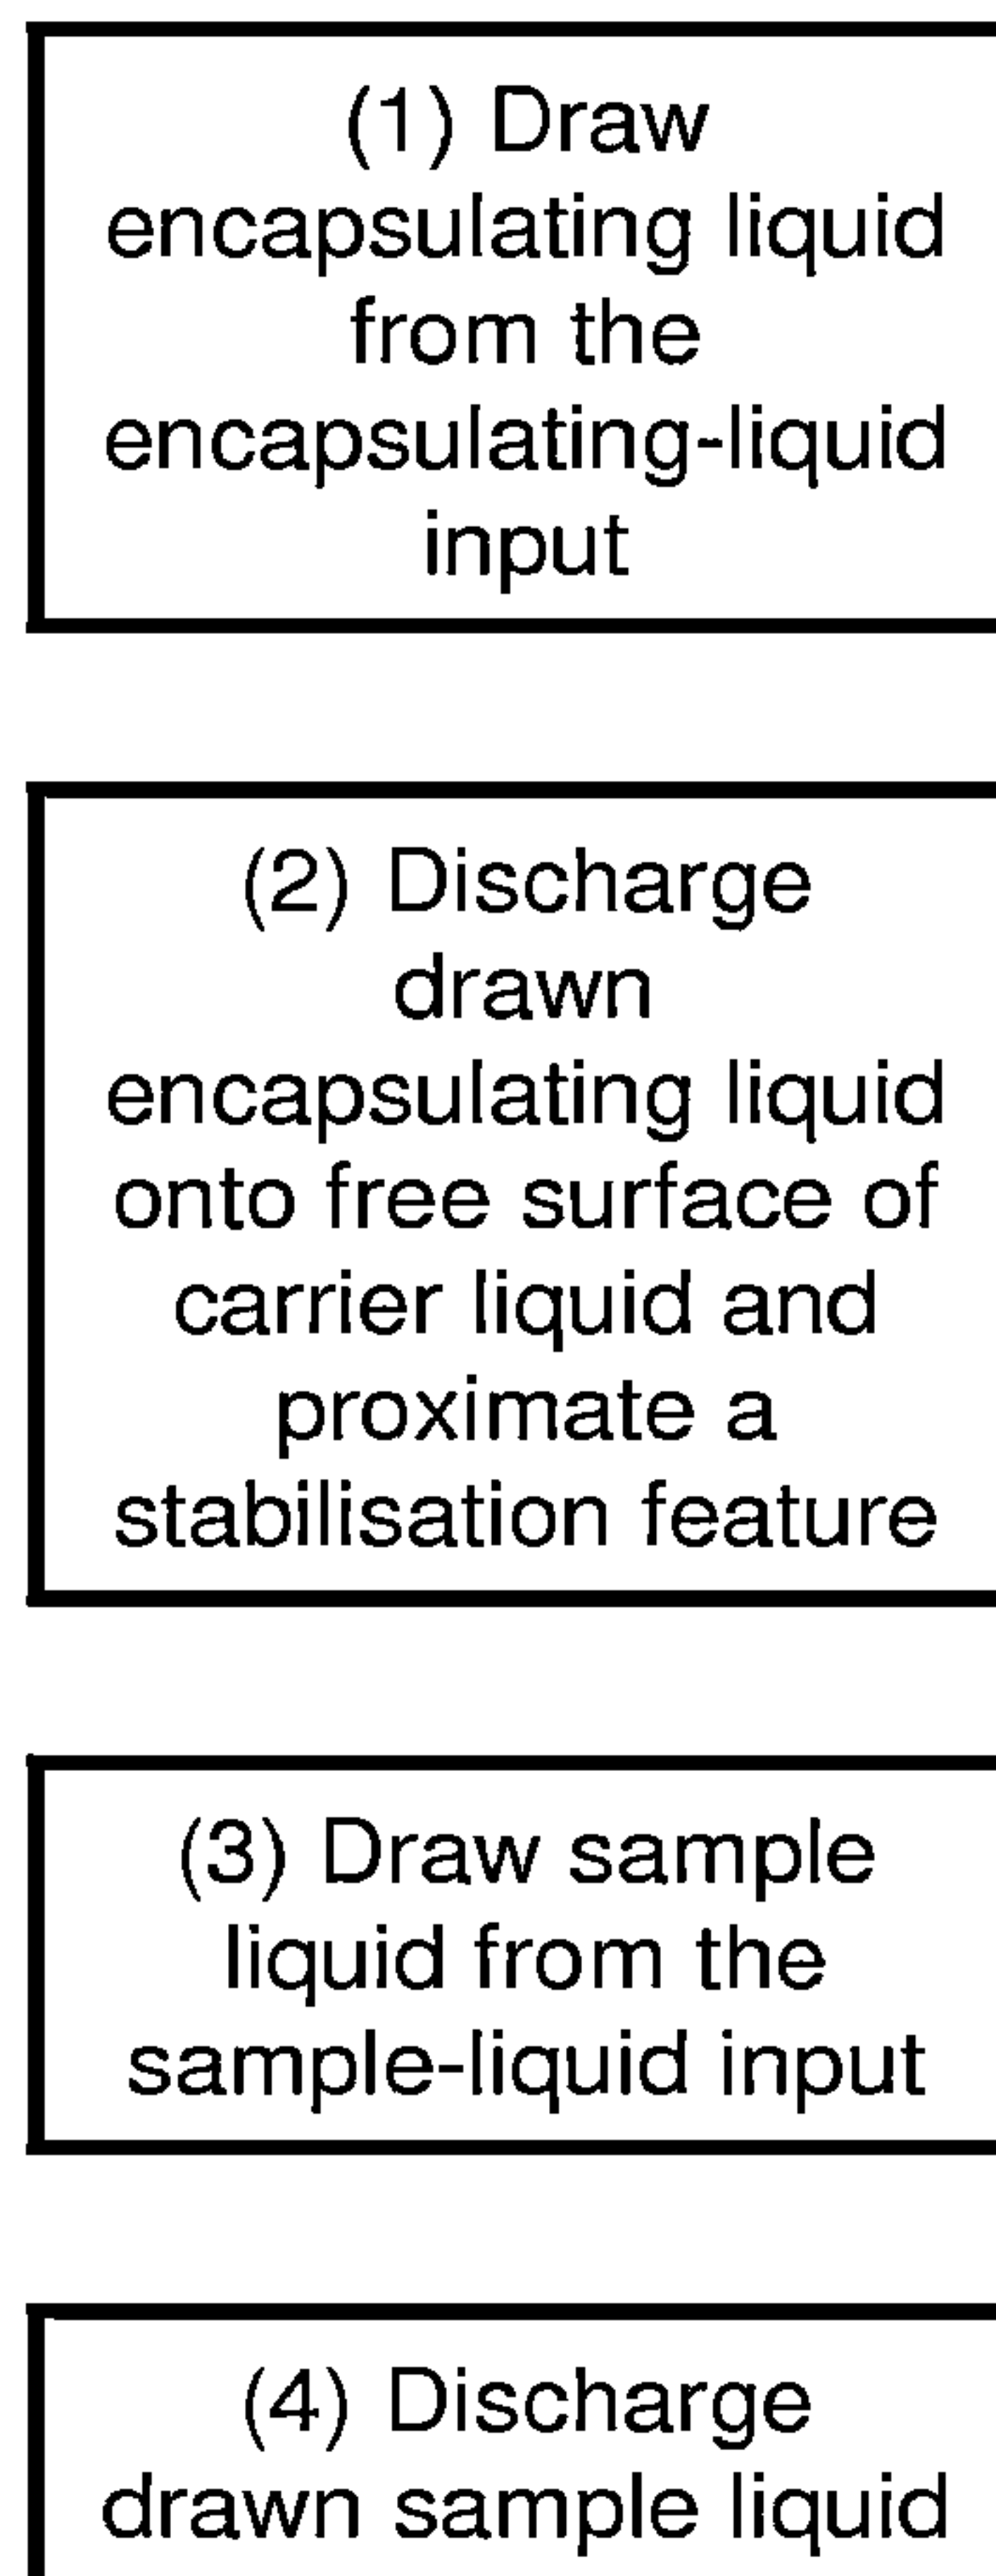 (1) Draw
encapsulating liquid
from the
encapsulating-liquid
input
(2) Discharge
drawn
encapsulating liquid
onto free surface of
carrier liquid and
proximate a
stabilisation feature
(3) Draw sample
liquid from the
sample-liquid input
(4) Discharge
drawn sample liquid